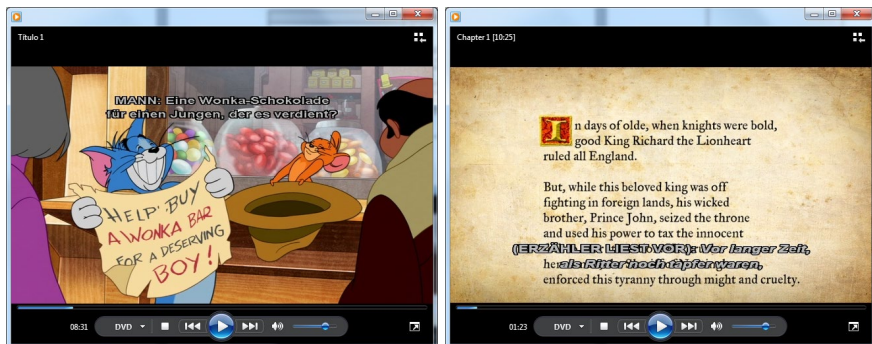 Título 1
MANN: Eine Wonka-Schokolade
für einen Jungen, der es verdient?
HELP BUY
A WONKA BAR
FOR A DESERVING
BOY!
08:31 DVD
Chapter 1 [10:25]
In days of olde, when knights were bold,
good King Richard the Lionheart
ruled all England.
But, while this beloved king was off
fighting in foreign lands, his wicked
brother, Prince John, seized the throne
and used his power to tax the innocent
(ERZÄHLER LIEST VOR): Vor langer Zeit,
als Ritter noch tapfer waren,
enforced this tyranny through might and cruelty.
01:23 DVD